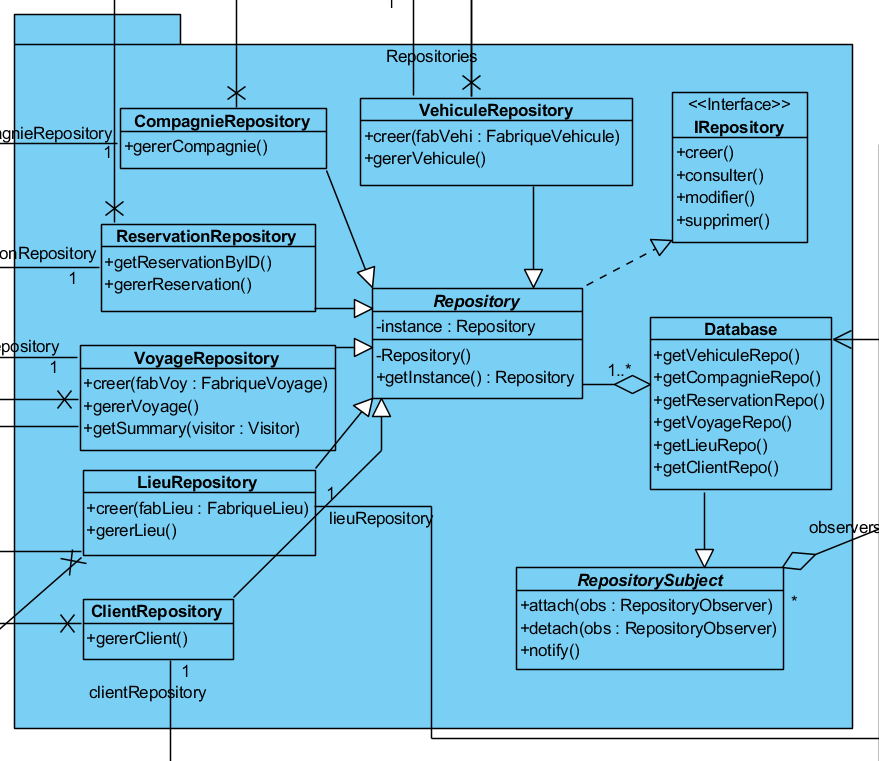 Repositories
CompagnieRepository
+gererCompagnie()
agnieRepository
1
VehiculeRepository
+creer(fabVehi : FabriqueVehicule)
+gererVehicule()
<<Interface>>
IRepository
+creer()
+consulter()
+modifier()
+supprimer()
ReservationRepository
+getReservationByID()
+gererReservation()
onRepository
1
Repository
-instance : Repository
-Repository()
+getInstance() : Repository
1..*
Database
+getVehiculeRepo()
+getCompagnieRepo()
+getReservationRepo()
+getVoyageRepo()
+getLieuRepo()
+getClientRepo()
epository
1
VoyageRepository
+creer(fabVoy : FabriqueVoyage)
+gererVoyage()
+getSummary(visitor : Visitor)
LieuRepository
+creer(fabLieu : FabriqueLieu)
+gererLieu()
1
lieuRepository
observers
*
RepositorySubject
+attach(obs : RepositoryObserver)
+detach(obs : RepositoryObserver)
+notify()
ClientRepository
+gererClient()
1
clientRepository